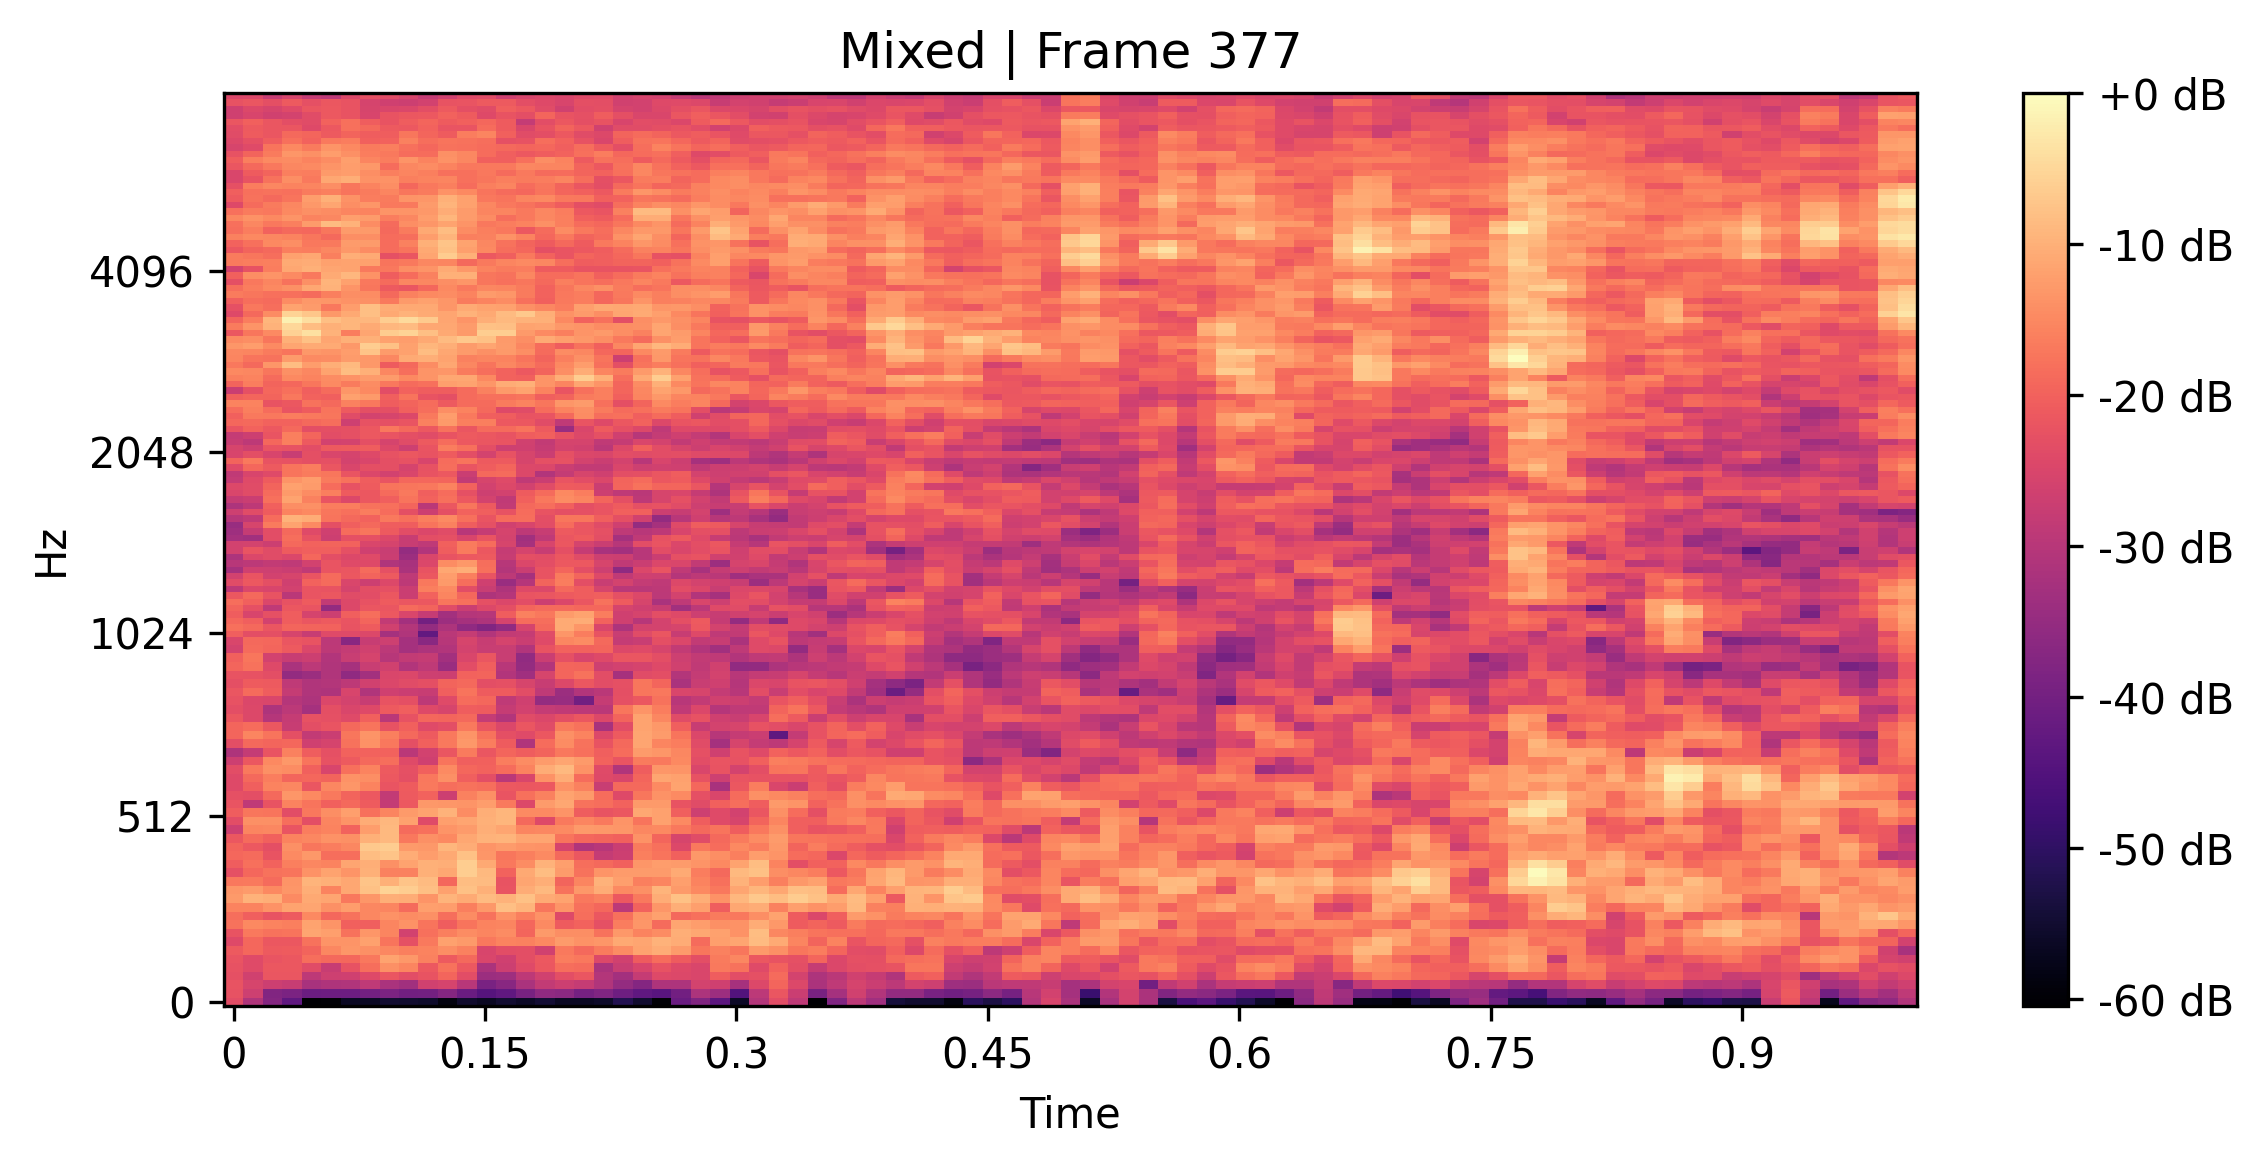 Mixed | Frame 377
+0 dB
-10 dB
-20 dB
-30 dB
-40 dB
-50 dB
-60 dB
4096
2048
1024
512
0
Hz
0 0.15 0.3 0.45 0.6 0.75 0.9
Time